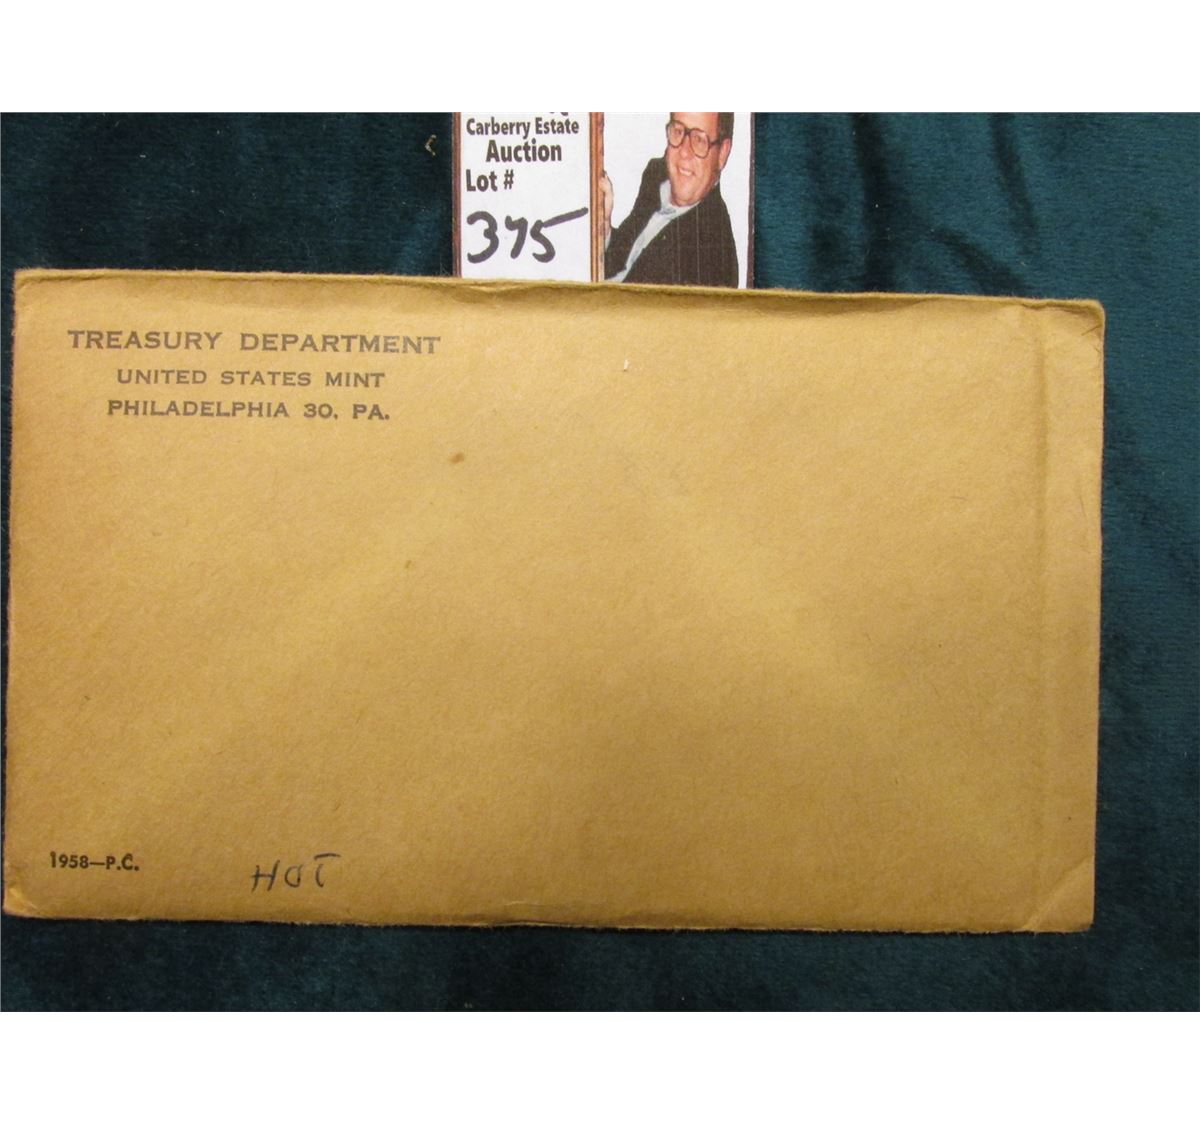 Carberry Estate
Auction
Lot #
375
TREASURY DEPARTMENT
UNITED STATES MINT
PHILADELPHIA 30, PA.
1958—P.C.
HOT